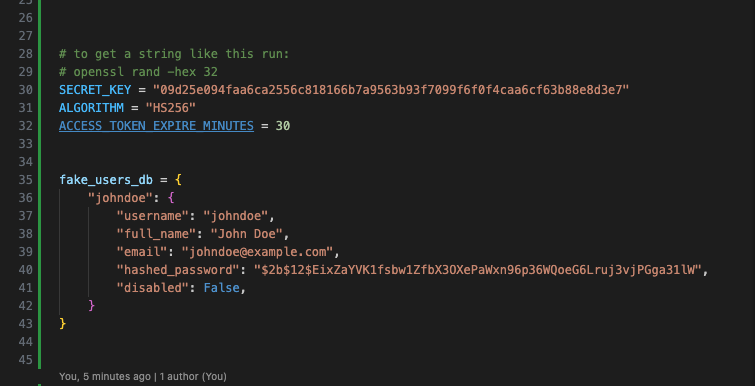 25
26
27
28 # to get a string like this run:
29 # openssl rand -hex 32
30 SECRET_KEY = "09d25e094faa6ca2556c818166b7a9563b93f7099f6f0f4caa6cf63b88e8d3e7"
31 ALGORITHM = "HS256"
32 ACCESS_TOKEN_EXPIRE_MINUTES = 30
33
34
35 fake_users_db = {
36 "johndoe": {
37 "username": "johndoe",
38 "full_name": "John Doe",
39 "email": "johndoe@example.com",
40 "hashed_password": "$2b$12$EixZaYVK1fsbw1ZfbX3OXePaWxn96p36WQoeG6Lruj3vjPGga31lW",
41 "disabled": False,
42 }
43 }
44
45
You, 5 minutes ago | 1 author (You)